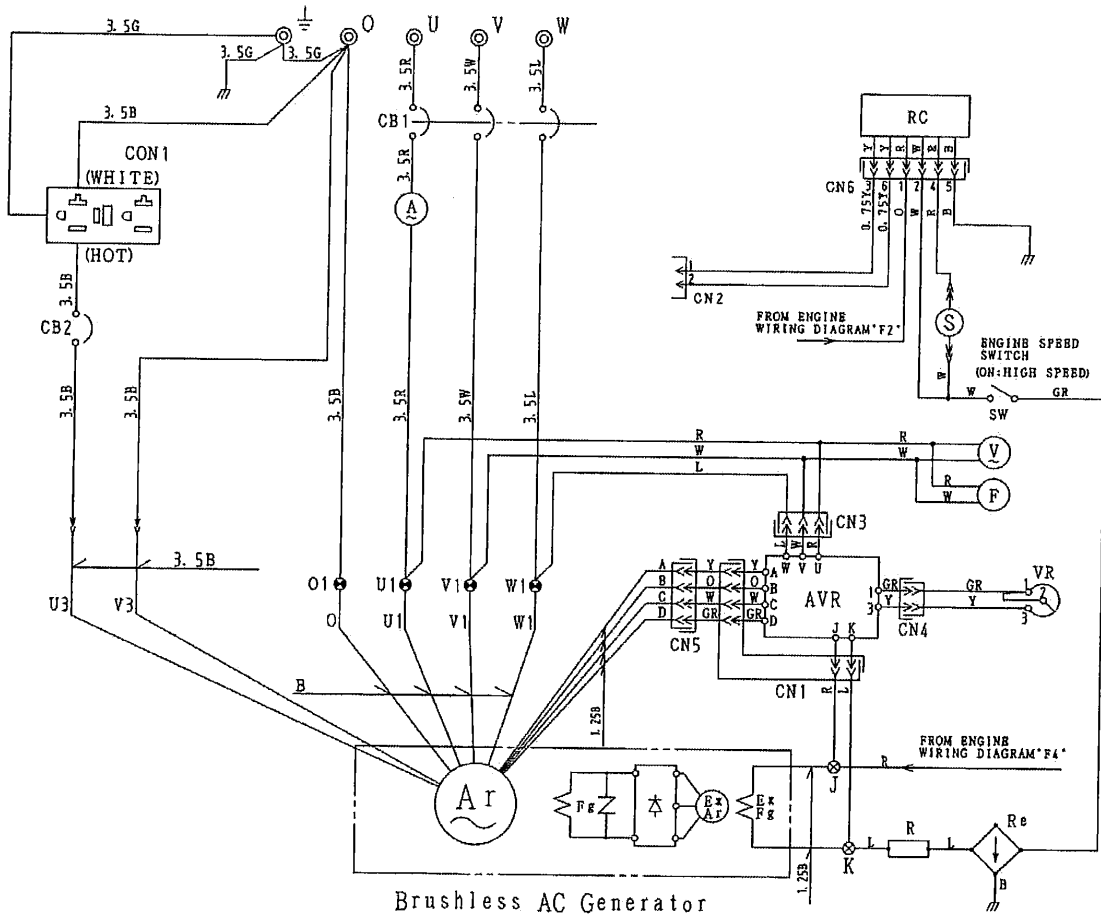 3.5G
O
U
V
W
3.5G
3.5G
3.5R
3.5W
3.5L
3.5B
CB1
RC
CON1
(WHITE)
3.5R
Y Y R W
CN6
3 6 1 2 4 5
0.75Y
0.75Y
O
W
R
B
A
(HOT)
3.5B
CB2
1
2
CN2
FROM ENGINE
WIRING DIAGRAM"F2"
S
ENGINE SPEED
SWITCH
(ON:HIGH SPEED)
W
W
GR
SW
3.5B
3.5B
3.5B
3.5R
3.5W
3.5L
R
W
L
R
W
V
R
W
F
CN3
L W R
W V U
3.5B
O1
U1
V1
W1
A
B
C
D
Y
O
W
GR
Y
O
W
GR
A
B
C
D
AVR
1
3
GR
Y
CN4
GR
Y
VR
1
2
3
U3
V3
O
U1
V1
W1
CN5
J K
CN1
R
L
B
1.25B
FROM ENGINE
WIRING DIAGRAM"F4"
R
J
Ar
Fg
Ex
Ar
Ex
Fg
K
L
R
L
Re
B
1.25B
Brushless AC Generator